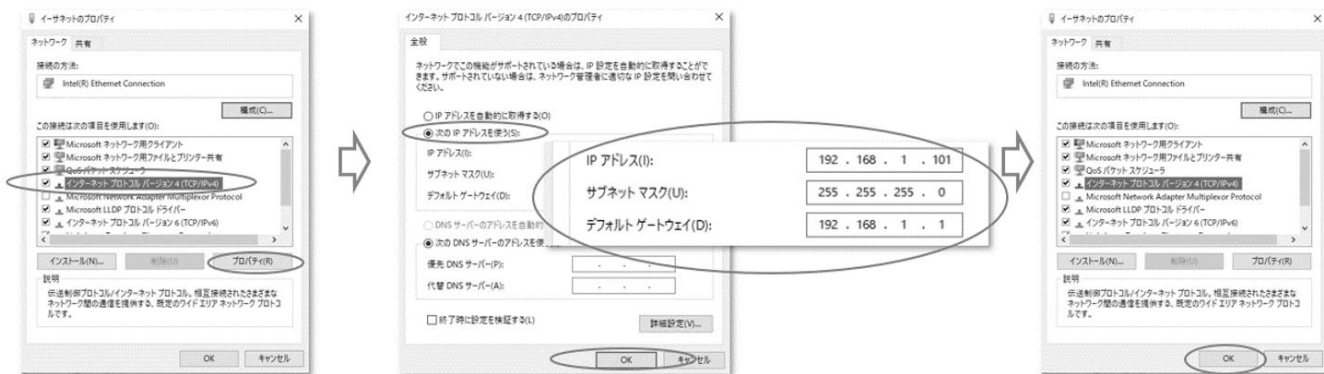 イーサネットのプロパティ
ネットワーク 共有
接続の方法:
Intel(R) Ethernet Connection
構成(C)...
この接続は次の項目を使用します(O):
Microsoft ネットワーク用クライアント
Microsoft ネットワーク用ファイルとプリンター共有
QoS パケット スケジューラ
インターネット プロトコル バージョン 4 (TCP/IPv4)
Microsoft Network Adapter Multiplexor Protocol
Microsoft LLDP プロトコル ドライバー
インターネット プロトコル バージョン 6 (TCP/IPv6)
インストール(N)... 削除(U) プロパティ(R)
説明
伝送制御プロトコル/インターネット プロトコル。相互接続されたさまざまな
ネットワーク間の通信を提供する、既定のワイド エリア ネットワーク プロトコ
ルです。
OK キャンセル
インターネット プロトコル バージョン 4 (TCP/IPv4)のプロパティ
全般
ネットワークでこの機能がサポートされている場合は、IP 設定を自動的に取得することがで
きます。サポートされていない場合は、ネットワーク管理者に適切な IP 設定を問い合わせて
ください。
IP アドレスを自動的に取得する(O)
次の IP アドレスを使う(S):
IP アドレス(I):
サブネット マスク(U):
デフォルト ゲートウェイ(D):
IP アドレス(I): 192 . 168 . 1 . 101
サブネット マスク(U): 255 . 255 . 255 . 0
デフォルト ゲートウェイ(D): 192 . 168 . 1 . 1
DNS サーバーのアドレスを自動的
次の DNS サーバーのアドレスを使
優先 DNS サーバー(P):
代替 DNS サーバー(A):
終了時に設定を検証する(L) 詳細設定(V)...
OK キャンセル
イーサネットのプロパティ
ネットワーク 共有
接続の方法:
Intel(R) Ethernet Connection
構成(C)...
この接続は次の項目を使用します(O):
Microsoft ネットワーク用クライアント
Microsoft ネットワーク用ファイルとプリンター共有
QoS パケット スケジューラ
インターネット プロトコル バージョン 4 (TCP/IPv4)
Microsoft Network Adapter Multiplexor Protocol
Microsoft LLDP プロトコル ドライバー
インターネット プロトコル バージョン 6 (TCP/IPv6)
インストール(N)... 削除(U) プロパティ(R)
説明
伝送制御プロトコル/インターネット プロトコル。相互接続されたさまざまな
ネットワーク間の通信を提供する、既定のワイド エリア ネットワーク プロトコ
ルです。
OK キャンセル